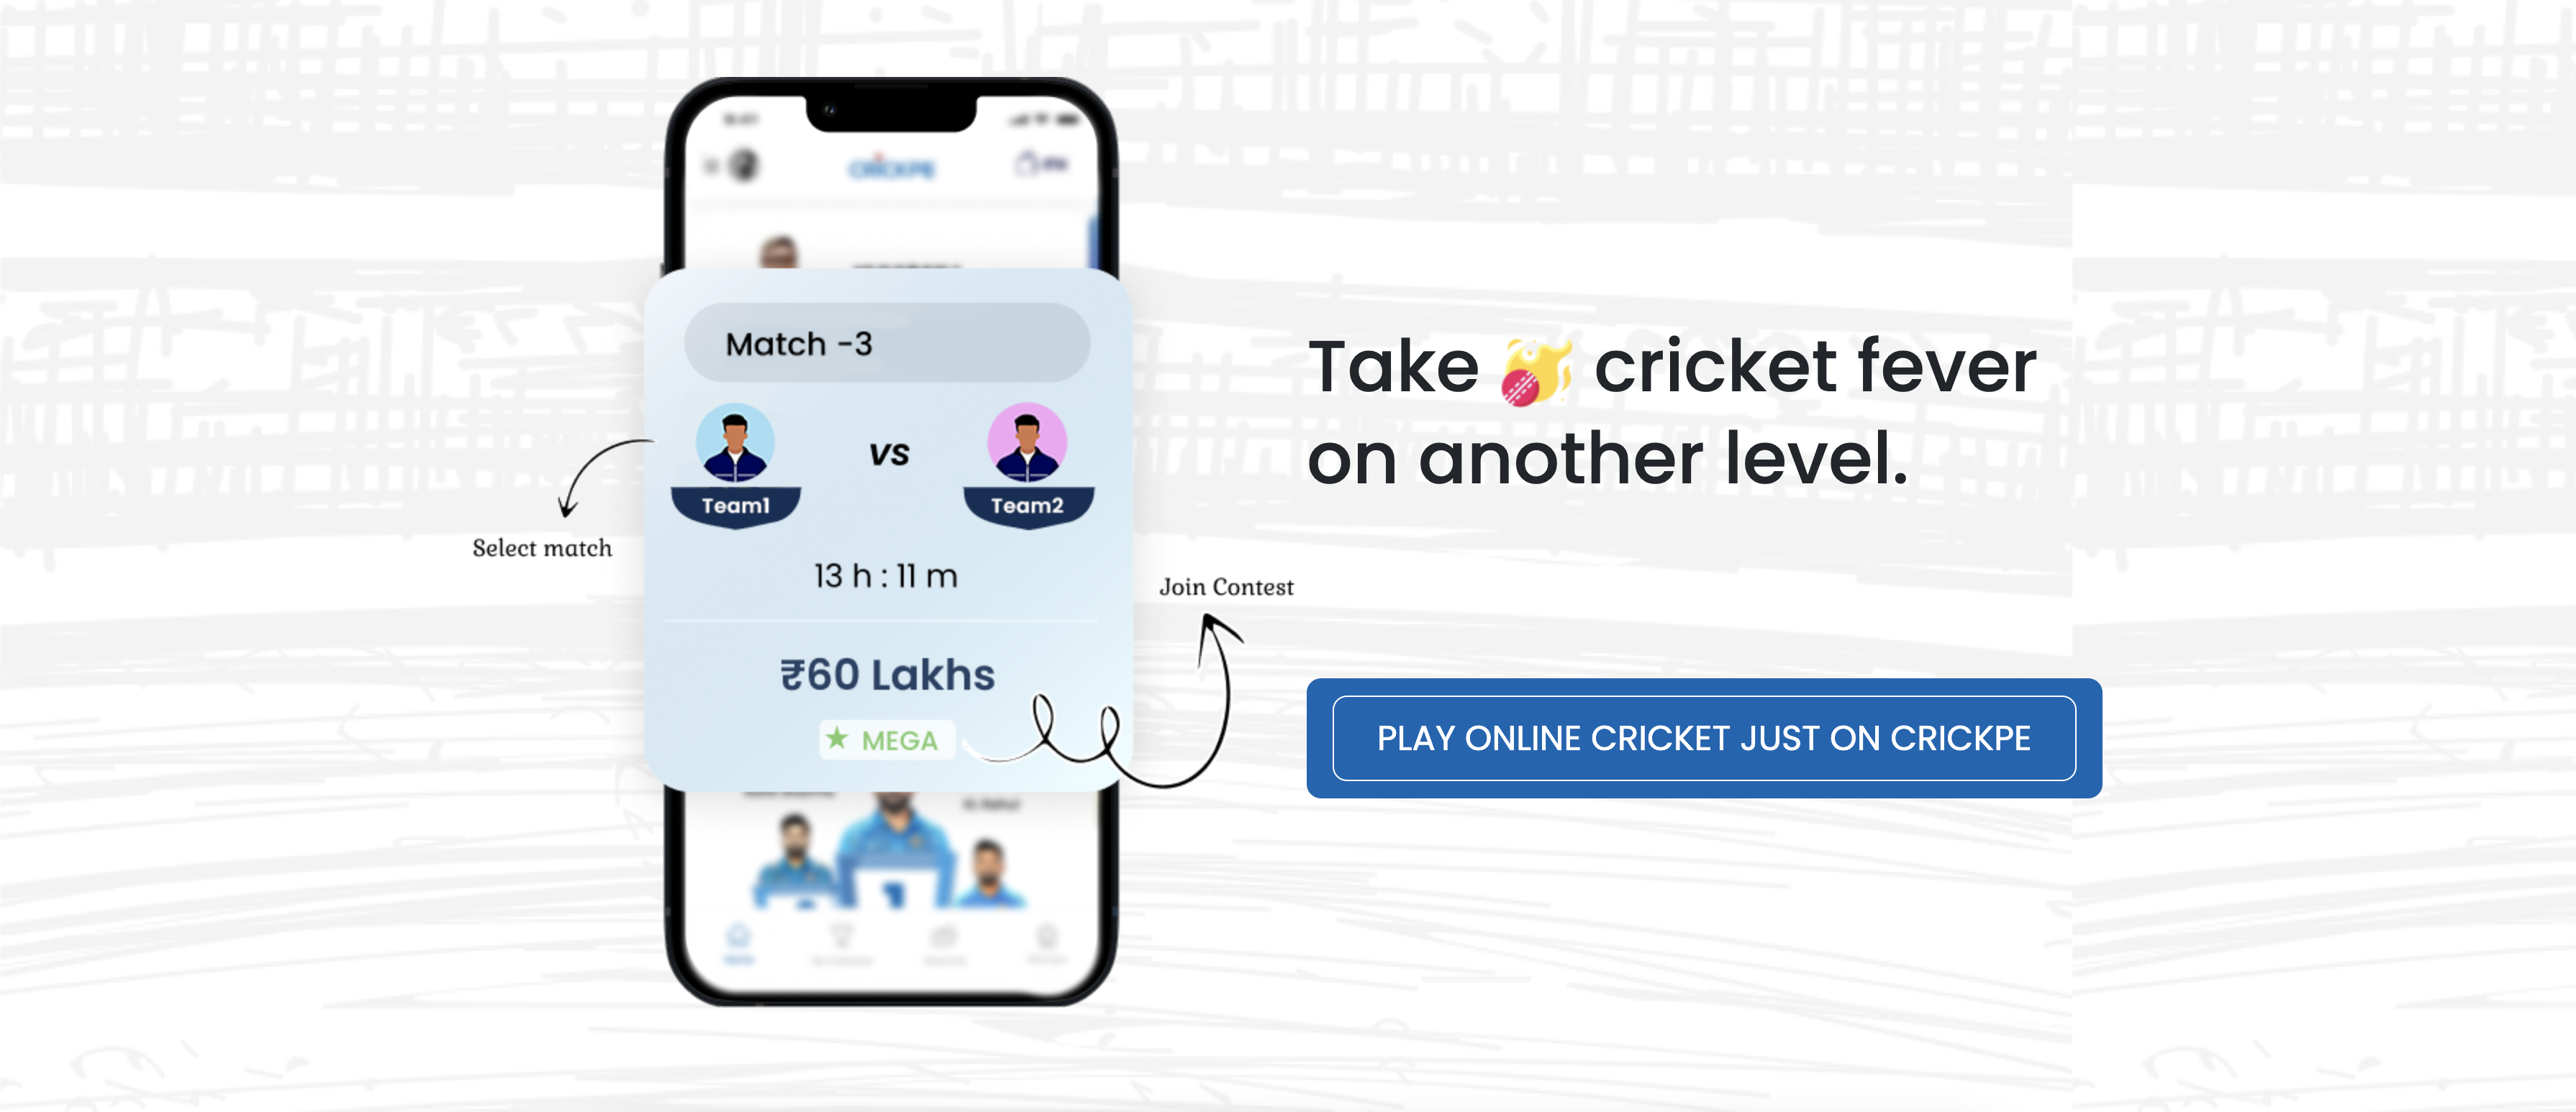 CRICKPE
Match -3
vs
Team1
Team2
Select match
13 h : 11 m
Join Contest
₹60 Lakhs
★ MEGA
Take cricket fever
on another level.
PLAY ONLINE CRICKET JUST ON CRICKPE